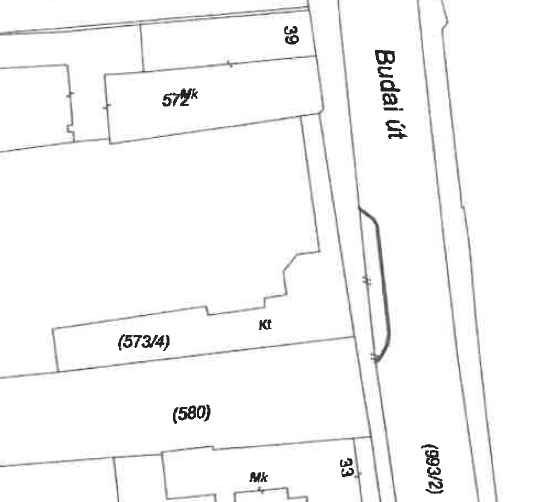 39
Budai út
572
Mk
Kt
(573/4)
(580)
(993/2)
33
Mk